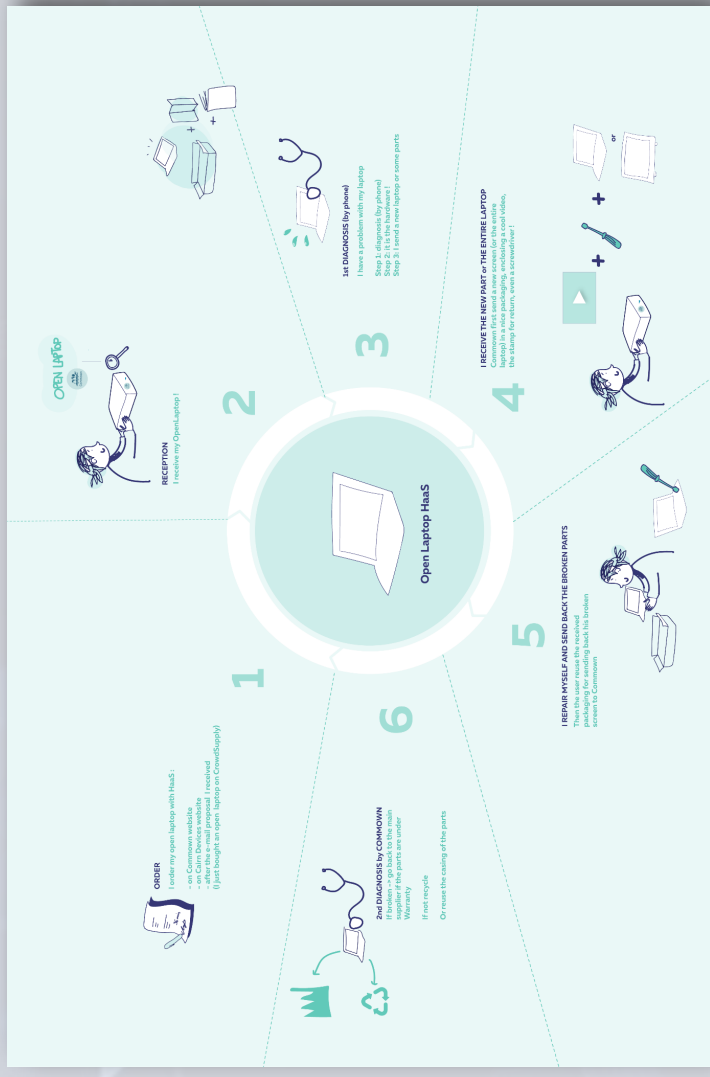 Open Laptop HaaS
1
ORDER
I order my open laptop with HaaS :
- on Commown website
- on Cairn Devices website
- after the e-mail proposal I received
(I just bought an open laptop on CrowdSupply)
2
OPEN LAPTOP
RECEPTION
I receive my OpenLaptop !
3
1st DIAGNOSIS (by phone)
I have a problem with my laptop
Step 1: diagnosis (by phone)
Step 2: it is the hardware !
Step 3: I send a new laptop or some parts
4
or
I RECEIVE THE NEW PART or THE ENTIRE LAPTOP
Commown first send a new screen (or the entire
laptop) in a nice packaging, enclosing a cool video,
the stamp for return, even a screwdriver !
5
I REPAIR MYSELF AND SEND BACK THE BROKEN PARTS
Then the user reuse the received
packaging for sending back his broken
screen to Commown
6
2nd DIAGNOSIS by COMMOWN
If broken -> go back to the main
supplier if the parts are under
Warranty
If not recycle
Or reuse the casing of the parts